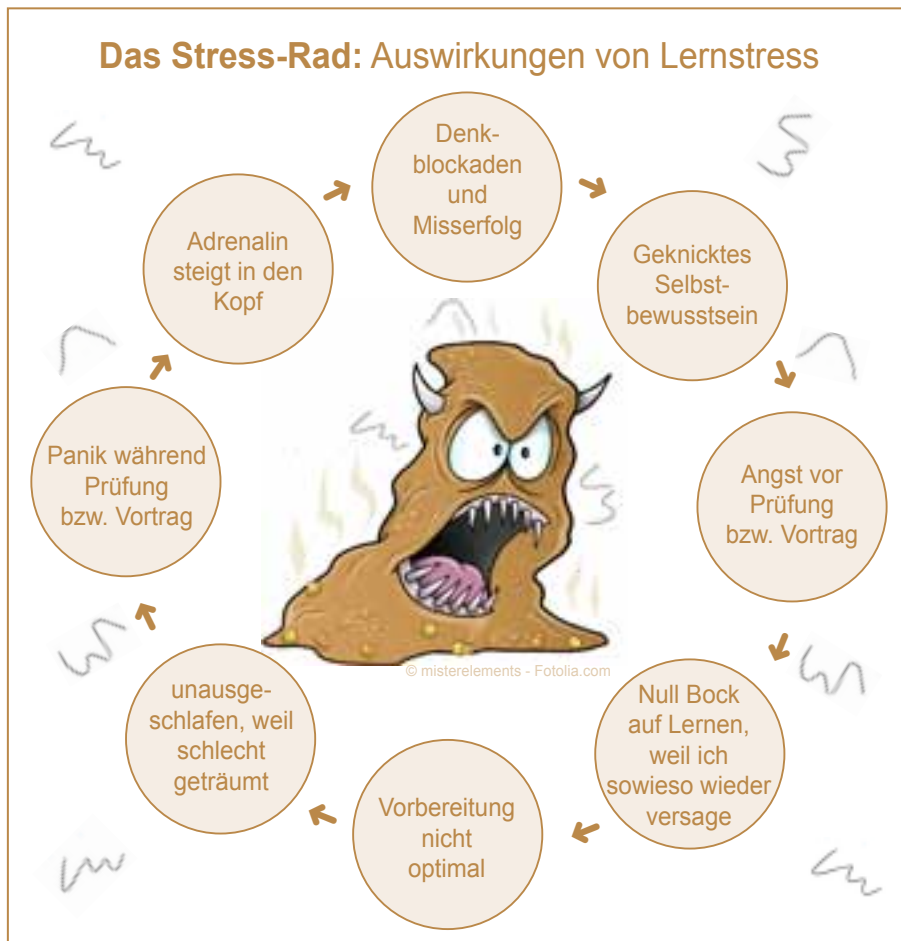 Das Stress-Rad: Auswirkungen von Lernstress
Denk-
blockaden
und
Misserfolg
Geknicktes
Selbst-
bewusstsein
Angst vor
Prüfung
bzw. Vortrag
Null Bock
auf Lernen,
weil ich
sowieso wieder
versage
Vorbereitung
nicht
optimal
unausge-
schlafen, weil
schlecht
geträumt
Panik während
Prüfung
bzw. Vortrag
Adrenalin
steigt in den
Kopf
© misterelements - Fotolia.com